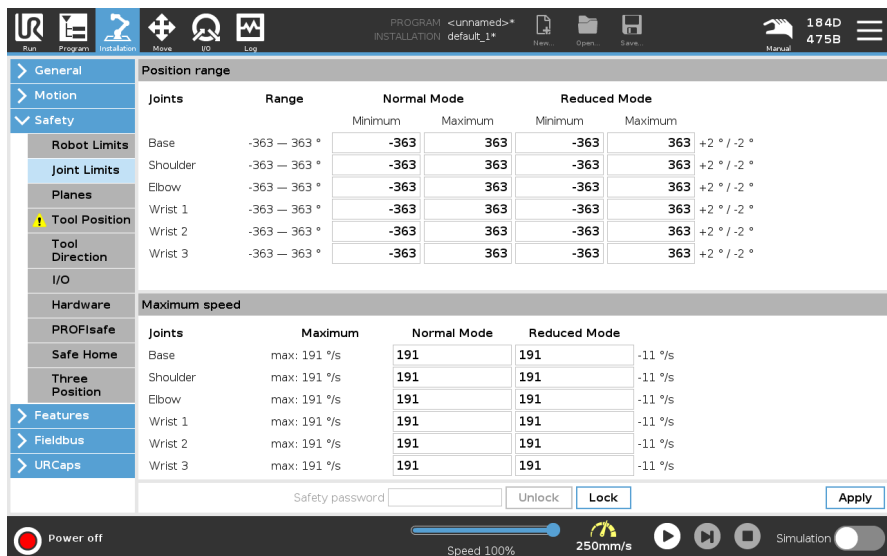 PROGRAM <unnamed>*
INSTALLATION default_1*
UR
Run
Program
Installation
Move
I/O
Log
New...
Open...
Save...
Manual
184D
475B
General
Motion
Safety
Robot Limits
Joint Limits
Planes
Tool Position
Tool
Direction
I/O
Hardware
PROFIsafe
Safe Home
Three
Position
Features
Fieldbus
URCaps
Position range
Joints Range Normal Mode Reduced Mode
Minimum Maximum Minimum Maximum
Base -363 — 363 ° -363 363 -363 363 +2 ° / -2 °
Shoulder -363 — 363 ° -363 363 -363 363 +2 ° / -2 °
Elbow -363 — 363 ° -363 363 -363 363 +2 ° / -2 °
Wrist 1 -363 — 363 ° -363 363 -363 363 +2 ° / -2 °
Wrist 2 -363 — 363 ° -363 363 -363 363 +2 ° / -2 °
Wrist 3 -363 — 363 ° -363 363 -363 363 +2 ° / -2 °
Maximum speed
Joints Maximum Normal Mode Reduced Mode
Base max: 191 °/s 191 191 -11 °/s
Shoulder max: 191 °/s 191 191 -11 °/s
Elbow max: 191 °/s 191 191 -11 °/s
Wrist 1 max: 191 °/s 191 191 -11 °/s
Wrist 2 max: 191 °/s 191 191 -11 °/s
Wrist 3 max: 191 °/s 191 191 -11 °/s
Safety password Unlock Lock Apply
Power off
Speed 100%
250mm/s
Simulation